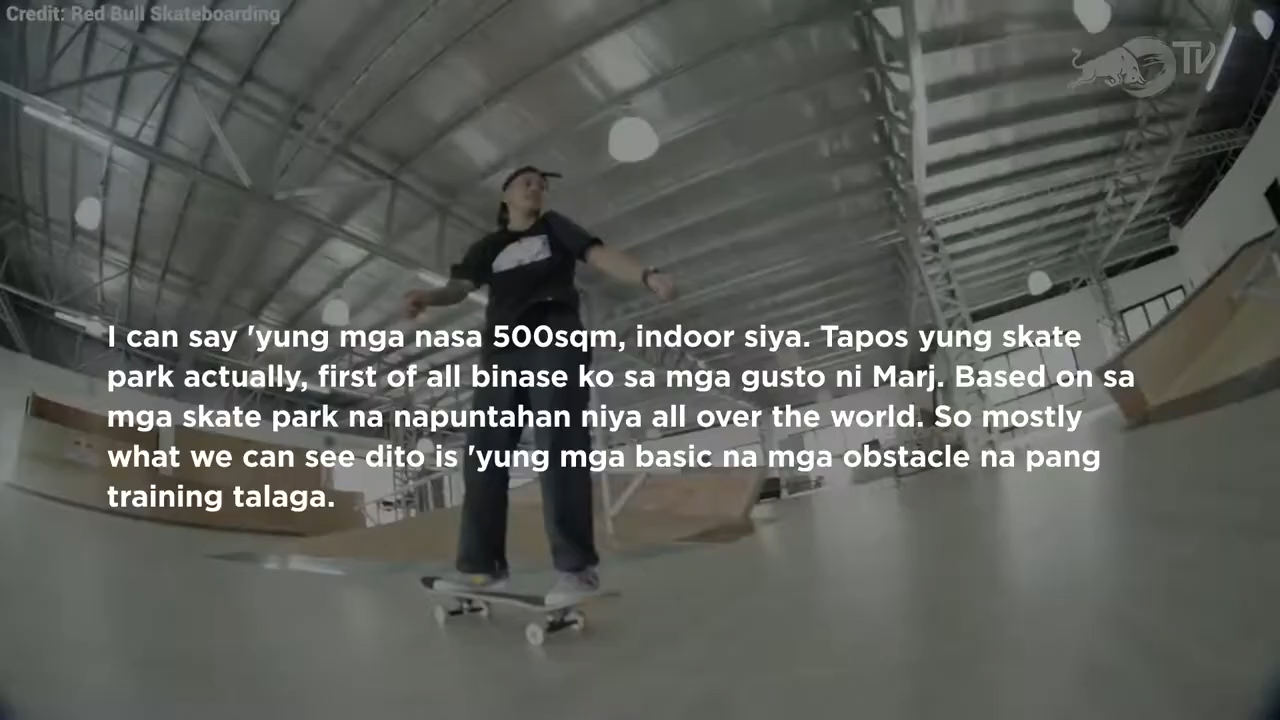 Credit: Red Bull Skateboarding
TV
I can say 'yung mga nasa 500sqm, indoor siya. Tapos yung skate
park actually, first of all binase ko sa mga gusto ni Marj. Based on sa
mga skate park na napuntahan niya all over the world. So mostly
what we can see dito is 'yung mga basic na mga obstacle na pang
training talaga.